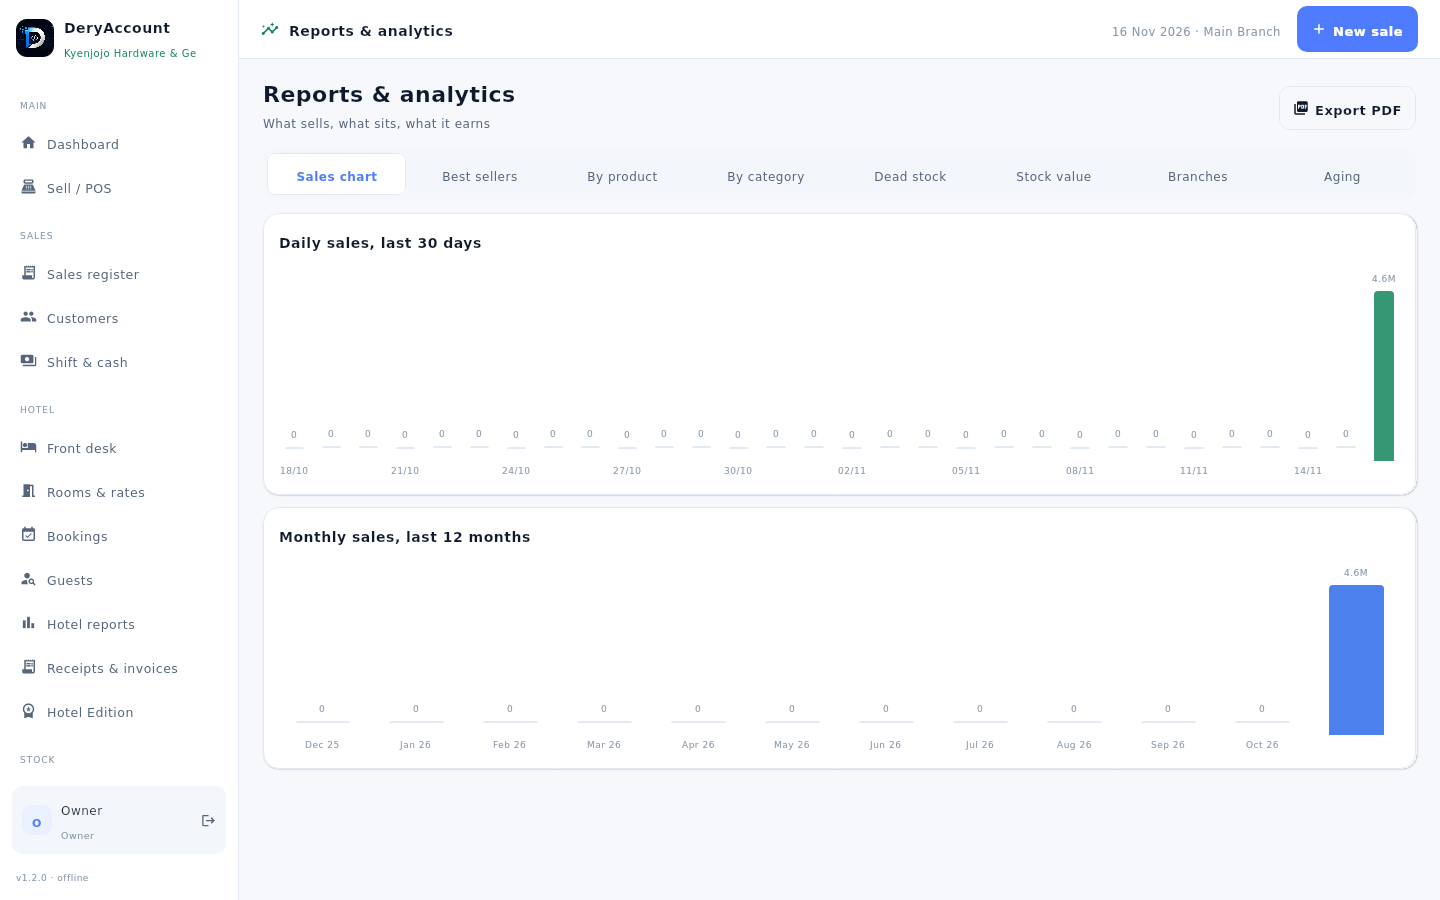 DeryAccount
Kyenjojo Hardware & Ge
MAIN
Dashboard
Sell / POS
SALES
Sales register
Customers
Shift & cash
HOTEL
Front desk
Rooms & rates
Bookings
Guests
Hotel reports
Receipts & invoices
Hotel Edition
STOCK
O
Owner
Owner
v1.2.0 · offline
Reports & analytics
16 Nov 2026 · Main Branch
+ New sale
Reports & analytics
What sells, what sits, what it earns
PDF Export PDF
Sales chart Best sellers By product By category Dead stock Stock value Branches Aging
Daily sales, last 30 days
4.6M
0 0 0 0 0 0 0 0 0 0 0 0 0 0 0 0 0 0 0 0 0 0 0 0 0 0 0 0 0
18/10 21/10 24/10 27/10 30/10 02/11 05/11 08/11 11/11 14/11
Monthly sales, last 12 months
4.6M
0 0 0 0 0 0 0 0 0 0 0
Dec 25 Jan 26 Feb 26 Mar 26 Apr 26 May 26 Jun 26 Jul 26 Aug 26 Sep 26 Oct 26